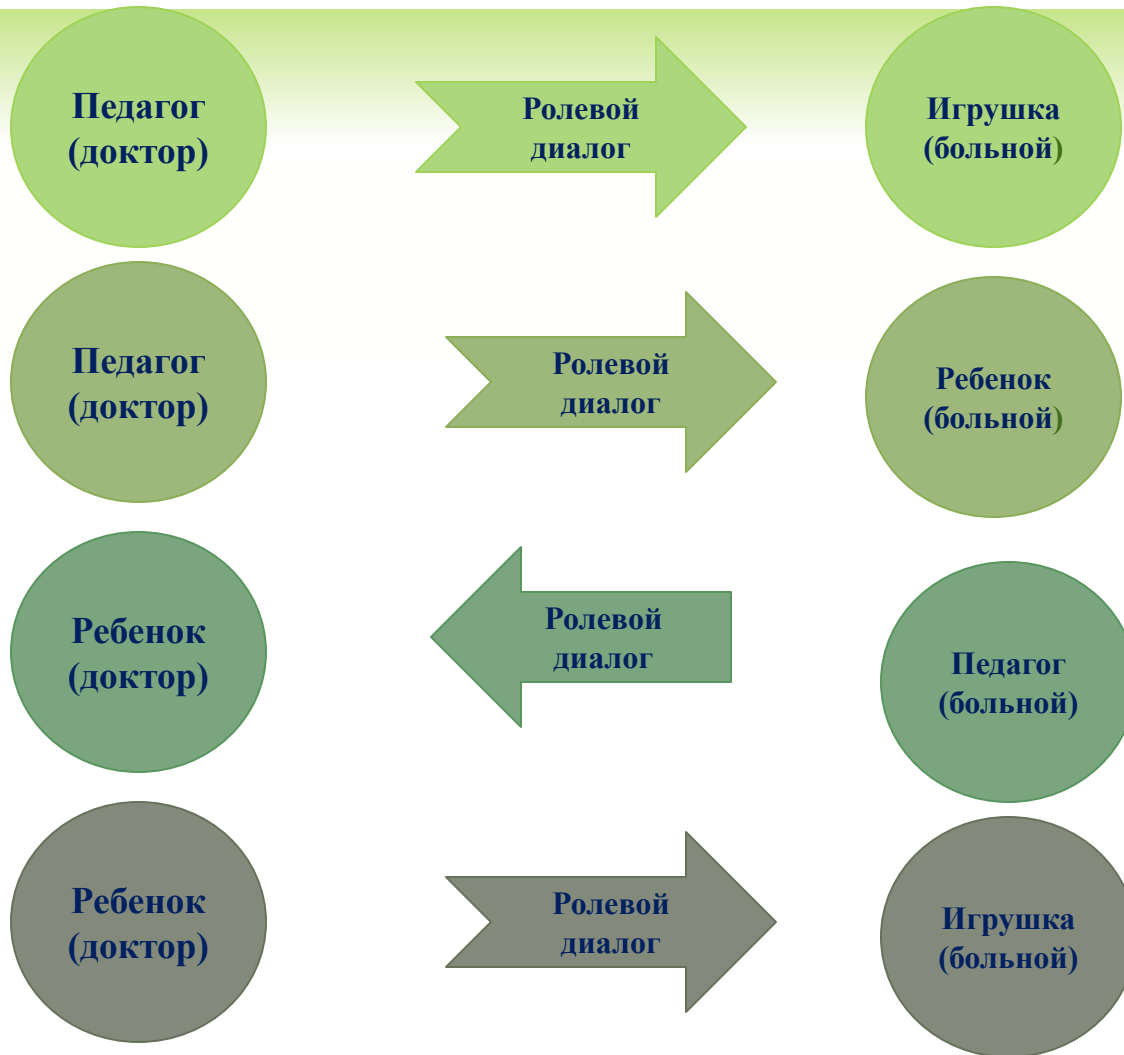 Педагог
(доктор)
Ролевой
диалог
Игрушка
(больной)
Педагог
(доктор)
Ролевой
диалог
Ребенок
(больной)
Ребенок
(доктор)
Ролевой
диалог
Педагог
(больной)
Ребенок
(доктор)
Ролевой
диалог
Игрушка
(больной)